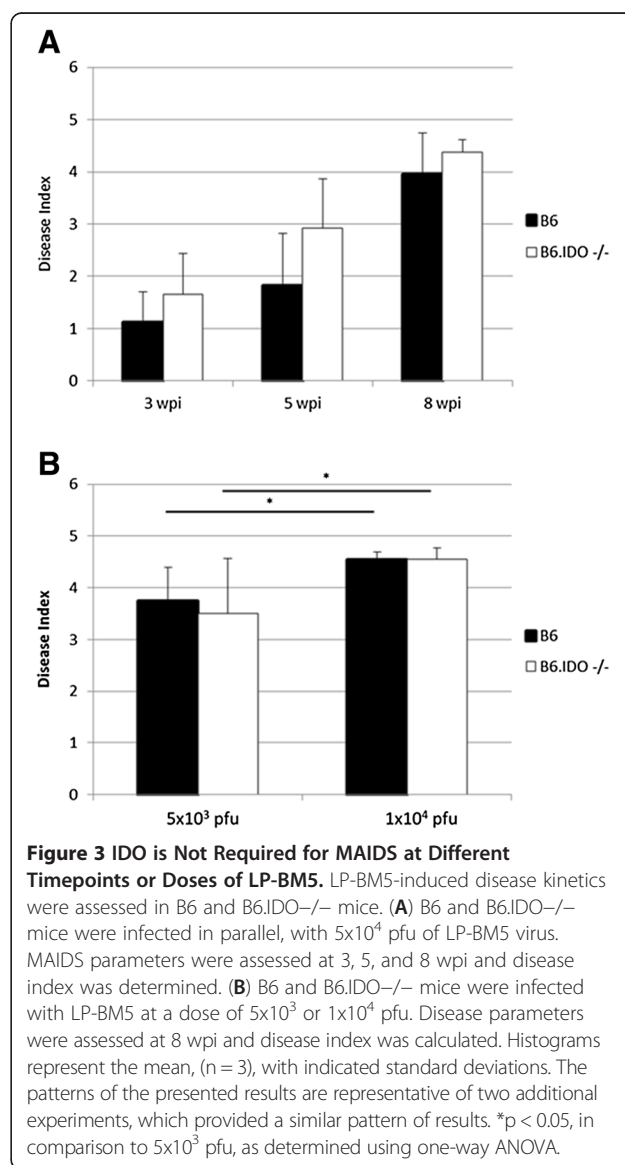 A
6
5
4
3
2
1
0
Disease Index
3 wpi
5 wpi
8 wpi
B6
B6.IDO -/-
B
6
5
4
3
2
1
0
Disease Index
*
*
5x10³ pfu
1x10⁴ pfu
B6
B6.IDO -/-
Figure 3 IDO is Not Required for MAIDS at Different
Timepoints or Doses of LP-BM5. LP-BM5-induced disease kinetics
were assessed in B6 and B6.IDO−/− mice. (A) B6 and B6.IDO−/−
mice were infected in parallel, with 5x10⁴ pfu of LP-BM5 virus.
MAIDS parameters were assessed at 3, 5, and 8 wpi and disease
index was determined. (B) B6 and B6.IDO−/− mice were infected
with LP-BM5 at a dose of 5x10³ or 1x10⁴ pfu. Disease parameters
were assessed at 8 wpi and disease index was calculated. Histograms
represent the mean, (n = 3), with indicated standard deviations. The
patterns of the presented results are representative of two additional
experiments, which provided a similar pattern of results. *p < 0.05, in
comparison to 5x10³ pfu, as determined using one-way ANOVA.